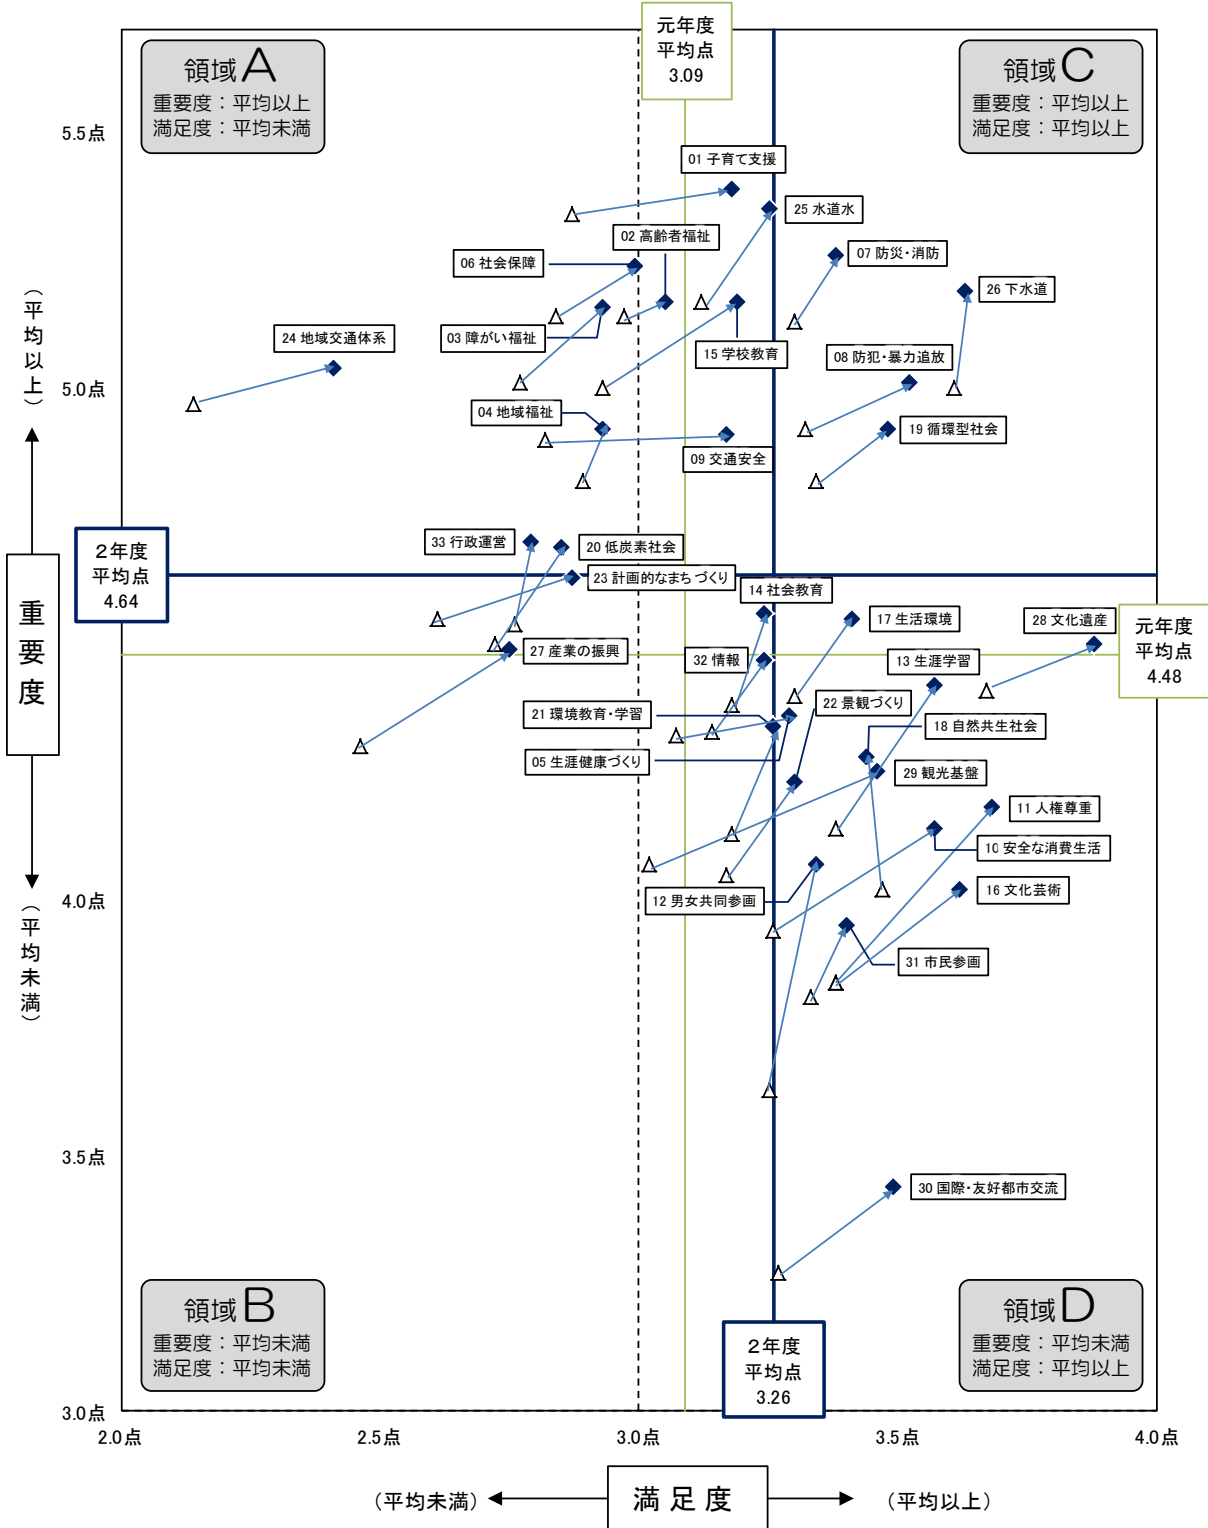 元年度
平均点
3.09
領域A
重要度：平均以上
満足度：平均未満
領域C
重要度：平均以上
満足度：平均以上
5.5点
01 子育て支援
25 水道水
02 高齢者福祉
06 社会保障
07 防災・消防
26 下水道
03 障がい福祉
15 学校教育
24 地域交通体系
08 防犯・暴力追放
（平均以上）
5.0点
04 地域福祉
19 循環型社会
09 交通安全
33 行政運営
20 低炭素社会
2年度
平均点
4.64
23 計画的なまちづくり
14 社会教育
17 生活環境
28 文化遺産
元年度
平均点
4.48
重要度
27 産業の振興
32 情報
13 生涯学習
21 環境教育・学習
22 景観づくり
18 自然共生社会
05 生涯健康づくり
29 観光基盤
11 人権尊重
10 安全な消費生活
12 男女共同参画
16 文化芸術
4.0点
（平均未満）
31 市民参画
3.5点
30 国際・友好都市交流
領域B
重要度：平均未満
満足度：平均未満
領域D
重要度：平均未満
満足度：平均以上
2年度
平均点
3.26
3.0点
2.0点
2.5点
3.0点
3.5点
4.0点
（平均未満）
満足度
（平均以上）